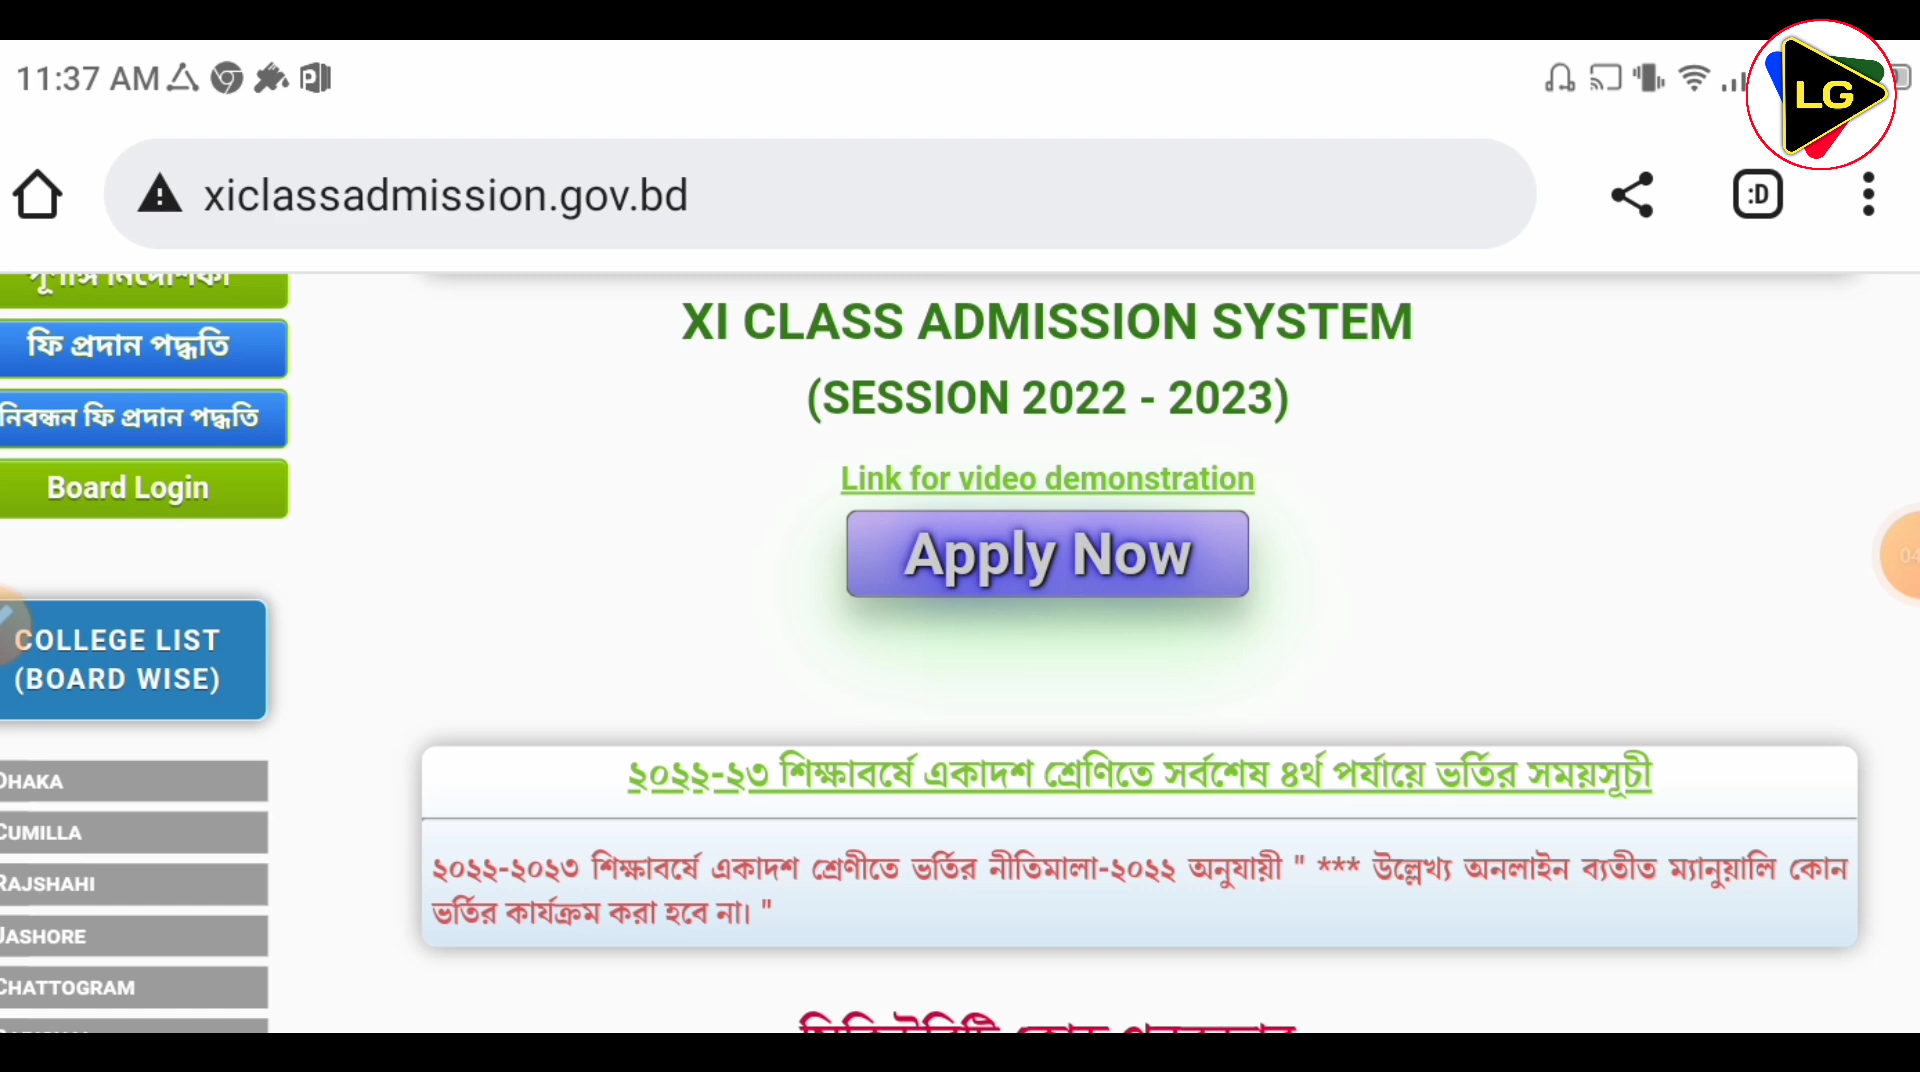 11:37 AM
LG
xiclassadmission.gov.bd
:D
পূর্ণাঙ্গ নির্দেশিকা
ফি প্রদান পদ্ধতি
নিবন্ধন ফি প্রদান পদ্ধতি
Board Login
COLLEGE LIST
(BOARD WISE)
DHAKA
CUMILLA
RAJSHAHI
JASHORE
CHATTOGRAM
XI CLASS ADMISSION SYSTEM
(SESSION 2022 - 2023)
Link for video demonstration
Apply Now
04
২০২২-২৩ শিক্ষাবর্ষে একাদশ শ্রেণিতে সর্বশেষ ৪র্থ পর্যায়ে ভর্তির সময়সূচী
২০২২-২০২৩ শিক্ষাবর্ষে একাদশ শ্রেণীতে ভর্তির নীতিমালা-২০২২ অনুযায়ী " *** উল্লেখ্য অনলাইন ব্যতীত ম্যানুয়ালি কোন
ভর্তির কার্যক্রম করা হবে না। "